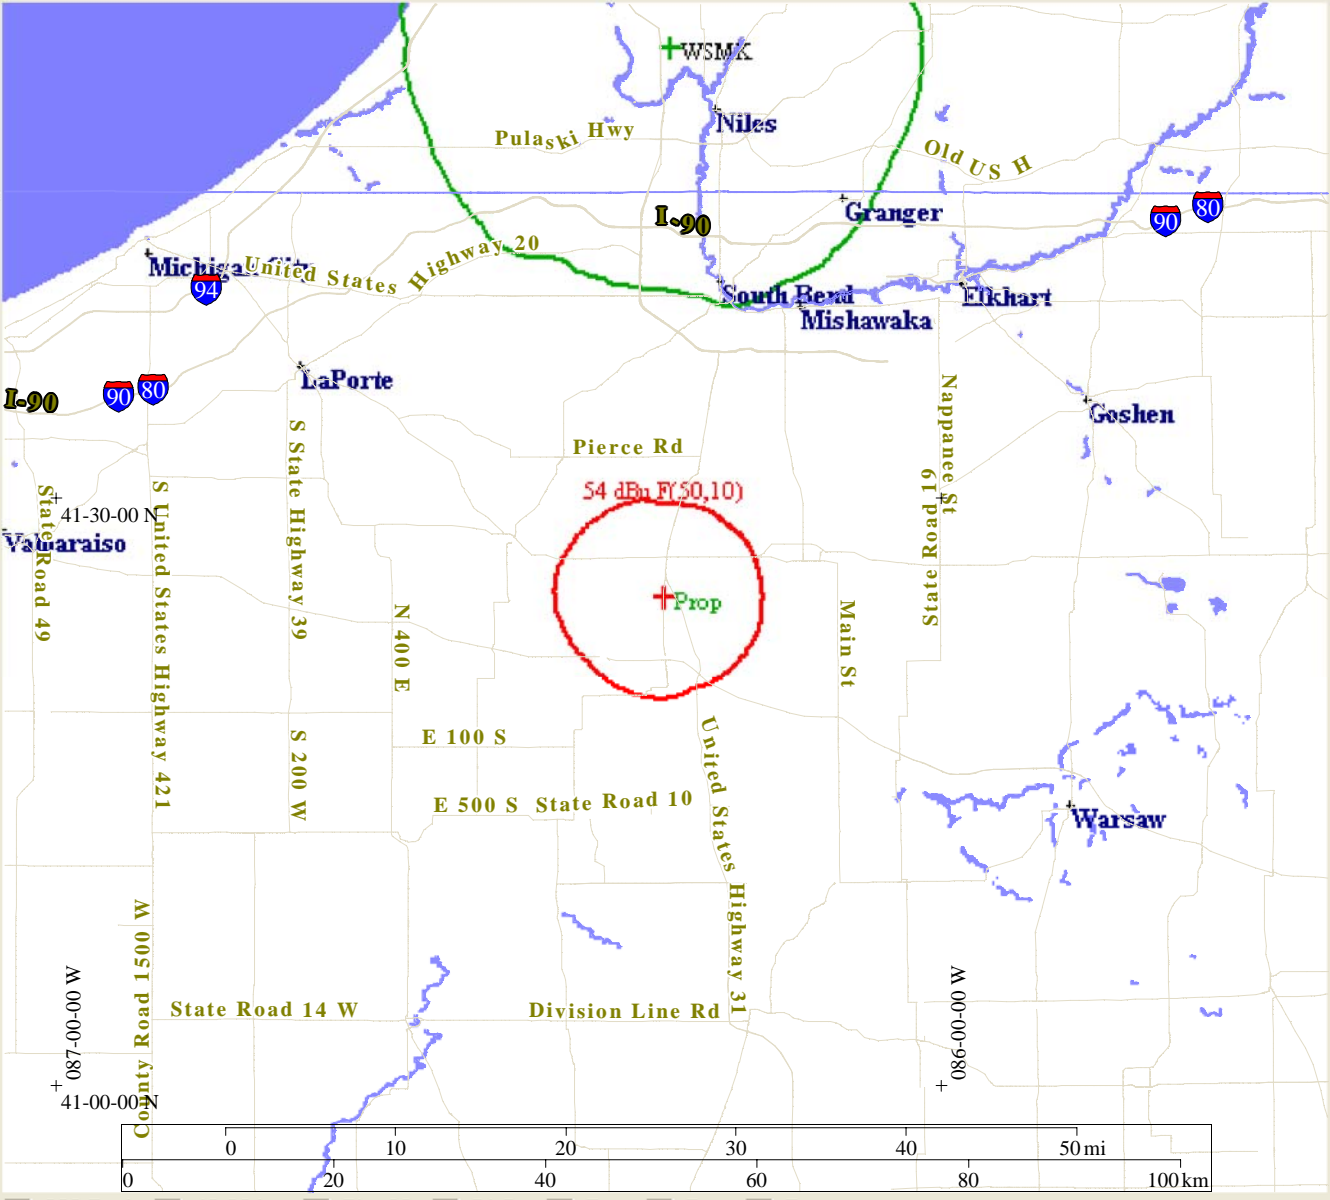 WSMK
Niles
Pulaski Hwy
Old US H
Granger
I-90
90
80
Michigan City
United States Highway 20
94
South Bend
Mishawaka
Elkhart
LaPorte
90
80
I-90
Goshen
Nappanee St
S State Highway 39
Pierce Rd
54 dBu F(50,10)
State Road 19
41-30-00 N
State Road 49
S United States Highway 421
Prop
N 400 E
Main St
E 100 S
S 200 W
United States Highway 31
E 500 S State Road 10
Warsaw
County Road 1500 W
State Road 14 W
Division Line Rd
087-00-00 W
086-00-00 W
41-00-00 N
0 10 20 30 40 50 mi
0 20 40 60 80 100 km